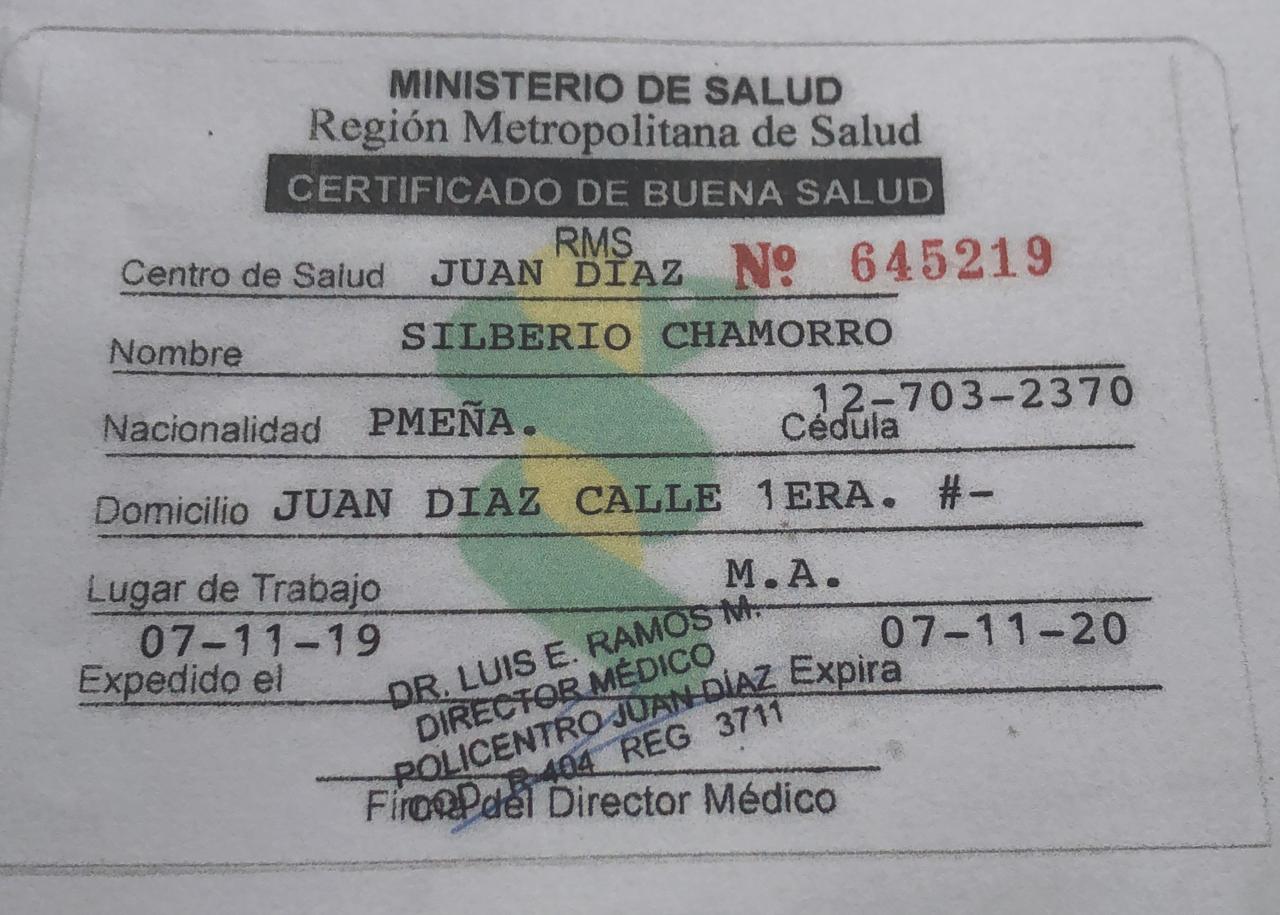 MINISTERIO DE SALUD
Región Metropolitana de Salud
CERTIFICADO DE BUENA SALUD
RMS
Centro de Salud JUAN DÍAZ Nº 645219
Nombre SILBERIO CHAMORRO
12-703-2370
Nacionalidad PMEÑA. Cédula
Domicilio JUAN DIAZ CALLE 1ERA. #-
Lugar de Trabajo M.A.
07-11-19 07-11-20
Expedido el Expira
DR. LUIS E. RAMOS M.
DIRECTOR MÉDICO
POLICENTRO JUAN DÍAZ
COD R-404 REG 3711
Firma del Director Médico